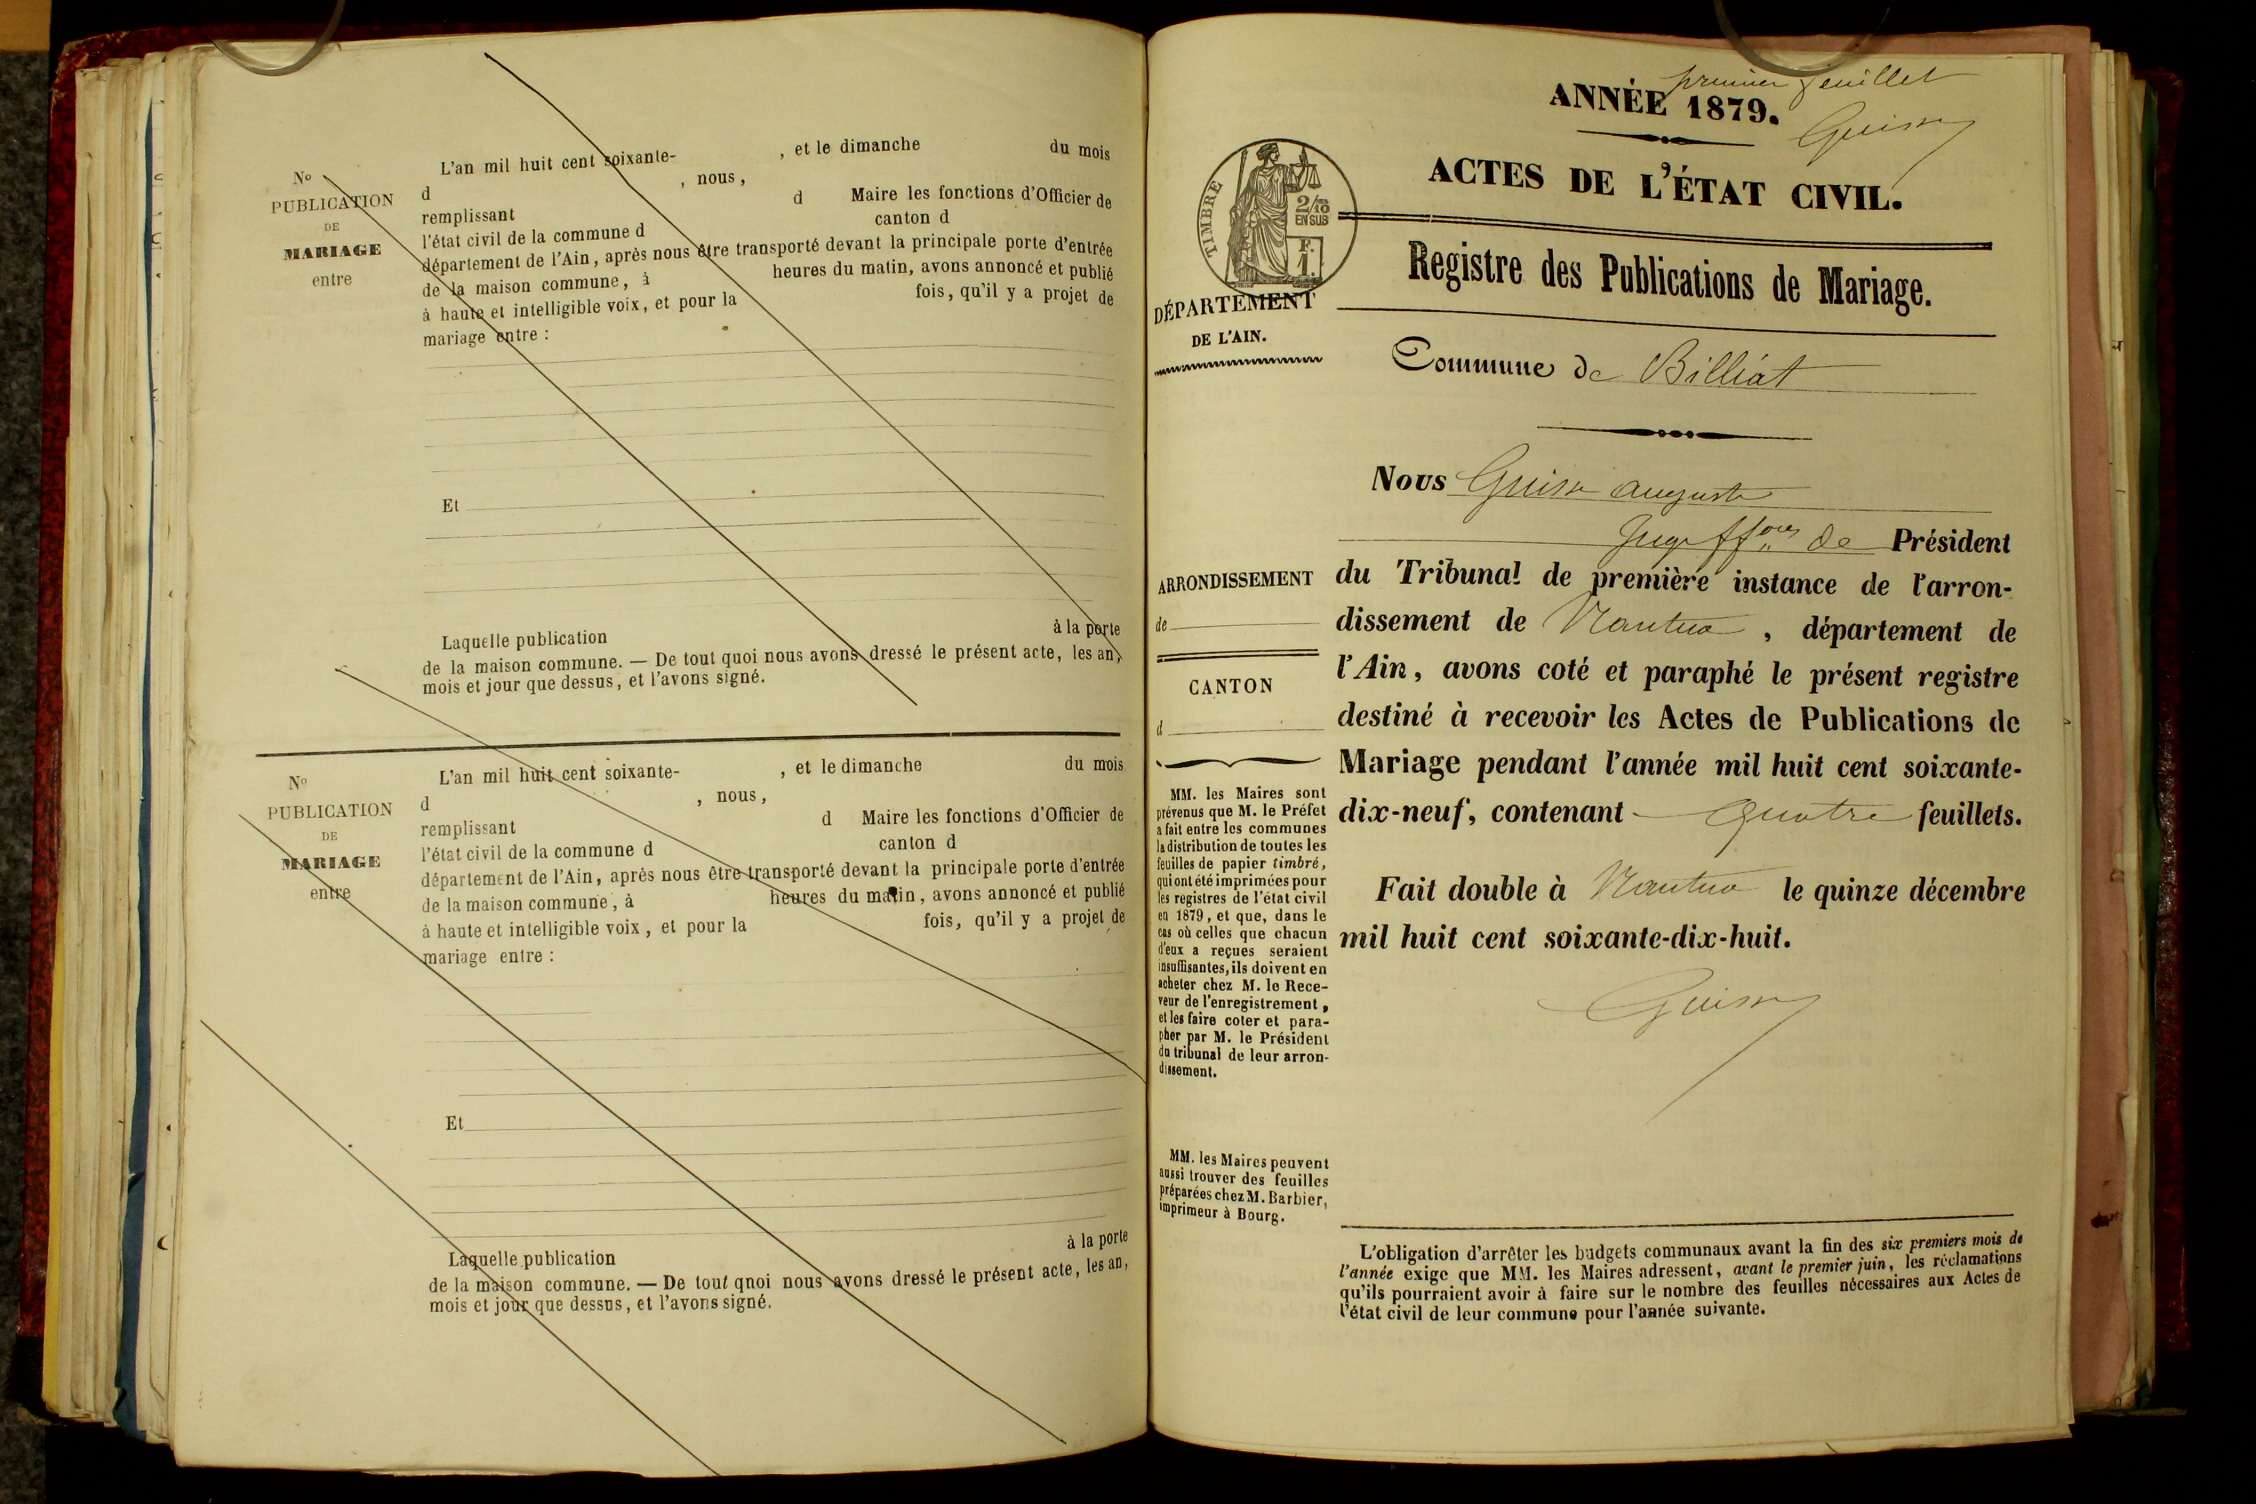 N° L'an mil huit cent soixante- , et le dimanche du mois
PUBLICATION d , nous,
DE remplissant d Maire les fonctions d'Officier de
MARIAGE l'état civil de la commune d canton d
entre département de l'Ain, après nous être transporté devant la principale porte d'entrée
de la maison commune, à heures du matin, avons annoncé et publié
à haute et intelligible voix, et pour la fois, qu'il y a projet de
mariage entre :
Et
Laquelle publication à la porte
de la maison commune. — De tout quoi nous avons dressé le présent acte, les an,
mois et jour que dessus, et l'avons signé.
N° L'an mil huit cent soixante- , et le dimanche du mois
PUBLICATION d , nous,
DE remplissant d Maire les fonctions d'Officier de
MARIAGE l'état civil de la commune d canton d
entre département de l'Ain, après nous être transporté devant la principale porte d'entrée
de la maison commune, à heures du matin, avons annoncé et publié
à haute et intelligible voix, et pour la fois, qu'il y a projet de
mariage entre :
Et
Laquelle publication à la porte
de la maison commune. — De tout qnoi nous avons dressé le présent acte, les an,
mois et jour que dessus, et l'avons signé.
premier feuillet
ANNÉE 1879.
ACTES DE L'ÉTAT CIVIL.
TIMBRE
2/10 EN SUS
F. 1.
Registre des Publications de Mariage.
DÉPARTEMENT
DE L'AIN.
Commune de Billiat
Nous auguste
Juge ffons de Président
du Tribunal de première instance de l'arron-
dissement de Nantua, département de
l'Ain, avons coté et paraphé le présent registre
destiné à recevoir les Actes de Publications de
Mariage pendant l'année mil huit cent soixante-
dix-neuf, contenant quatre feuillets.
Fait double à Nantua le quinze décembre
mil huit cent soixante-dix-huit.
ARRONDISSEMENT
de
CANTON
d
MM. les Maires sont
prévenus que M. le Préfet
a fait entre les communes
la distribution de toutes les
feuilles de papier timbré,
qui ont été imprimées pour
les registres de l'état civil
en 1879, et que, dans le
cas où celles que chacun
d'eux a reçues seraient
insuffisantes, ils doivent en
acheter chez M. le Rece-
veur de l'enregistrement,
et les faire coter et para-
pher par M. le Président
du tribunal de leur arron-
dissement.
MM. les Maires peuvent
aussi trouver des feuilles
préparées chez M. Barbier,
imprimeur à Bourg.
L'obligation d'arrêter les budgets communaux avant la fin des six premiers mois de
l'année exige que MM. les Maires adressent, avant le premier juin, les réclamations
qu'ils pourraient avoir à faire sur le nombre des feuilles nécessaires aux Actes de
l'état civil de leur commune pour l'année suivante.